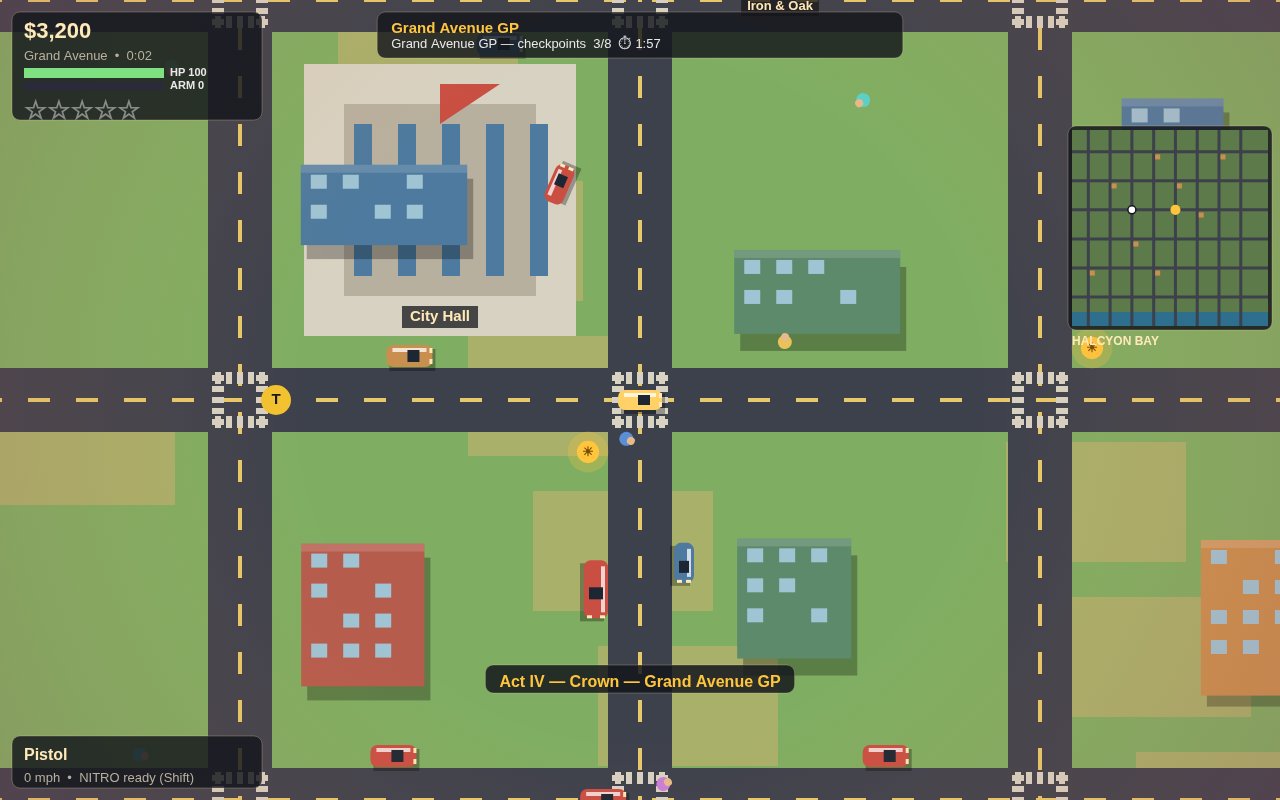 Iron & Oak
$3,200
Grand Avenue • 0:02
HP 100
ARM 0
Grand Avenue GP
Grand Avenue GP — checkpoints 3/8 ⏱ 1:57
City Hall
HALCYON BAY
T
Act IV — Crown — Grand Avenue GP
Pistol
0 mph • NITRO ready (Shift)